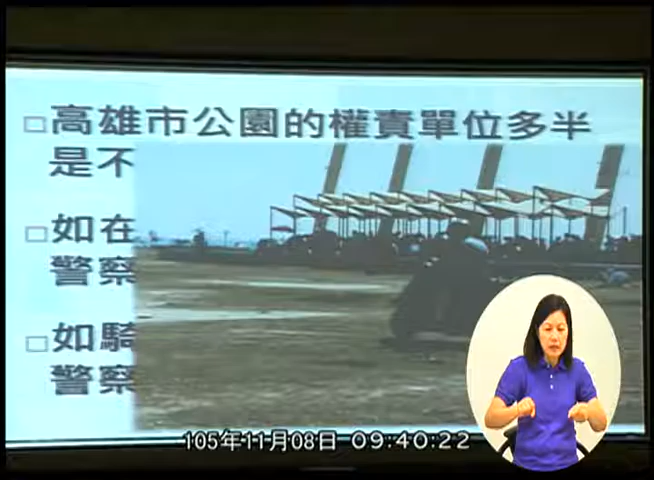 □高雄市公園的權責單位多半
是不
□如在
警察
□如騎
警察
105年11月08日 09:40:22